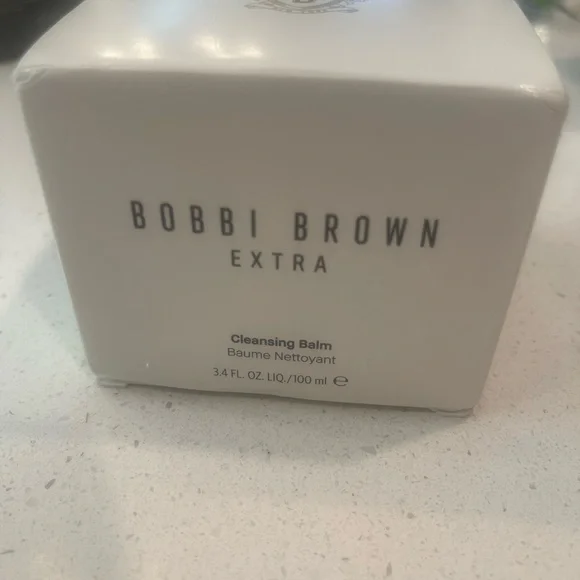 BOBBI BROWN
EXTRA
Cleansing Balm
Baume Nettoyant
3.4 FL. OZ. LIQ./100 ml ℮